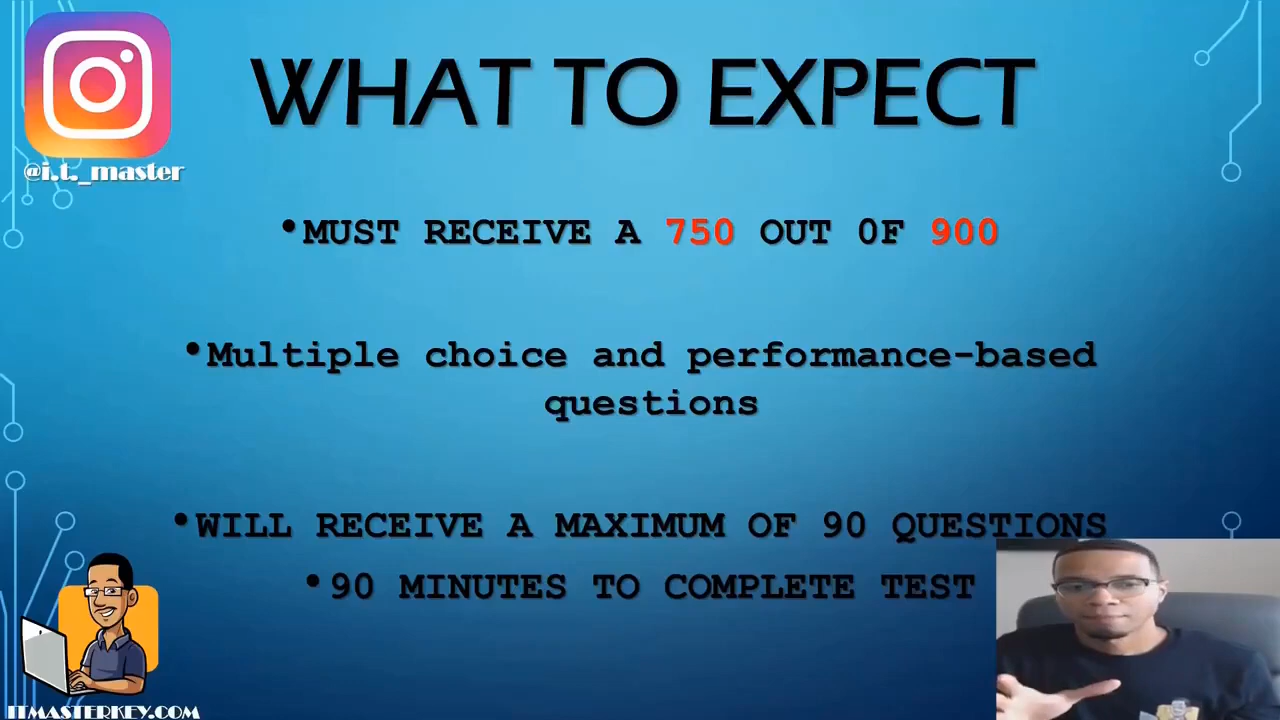 WHAT TO EXPECT
@i.t._master
•MUST RECEIVE A 750 OUT 0F 900
•Multiple choice and performance-based
questions
•WILL RECEIVE A MAXIMUM OF 90 QUESTIONS
•90 MINUTES TO COMPLETE TEST
ITMASTERKEY.COM